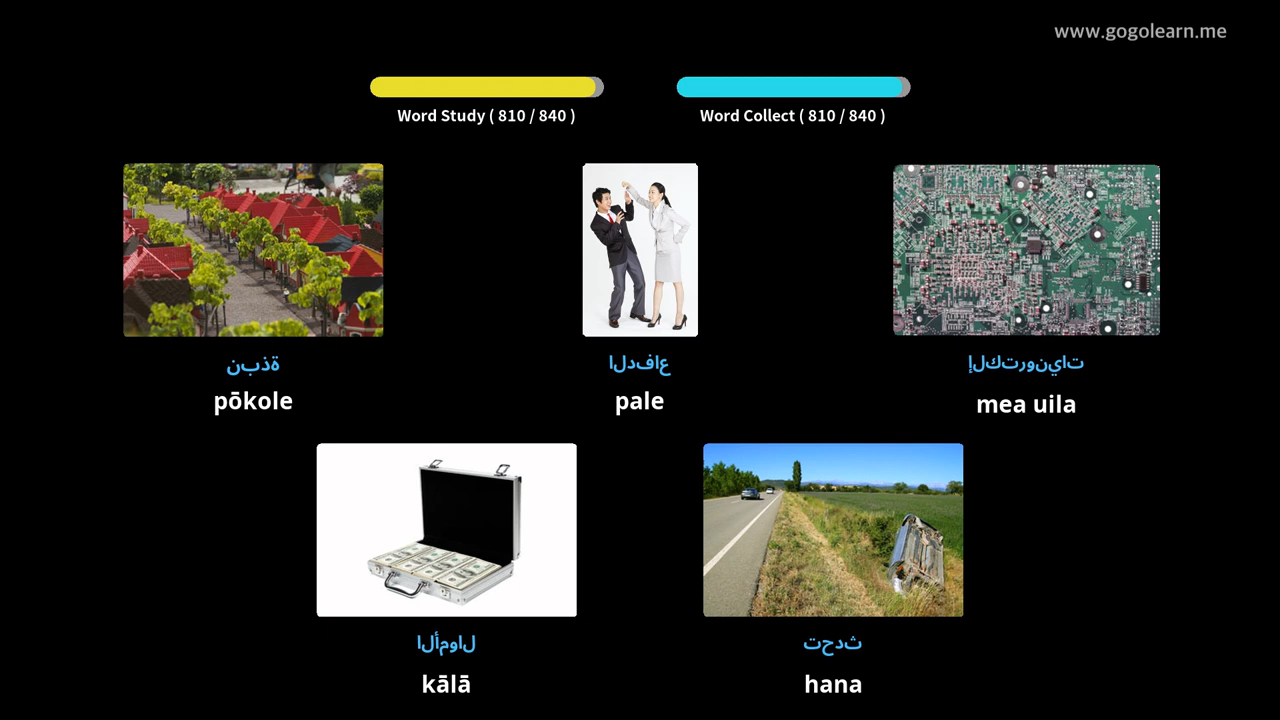 www.gogolearn.me
Word Study ( 810 / 840 )
Word Collect ( 810 / 840 )
نبذة
pōkole
الدفاع
pale
إلكترونيات
mea uila
الأموال
kālā
تحدث
hana